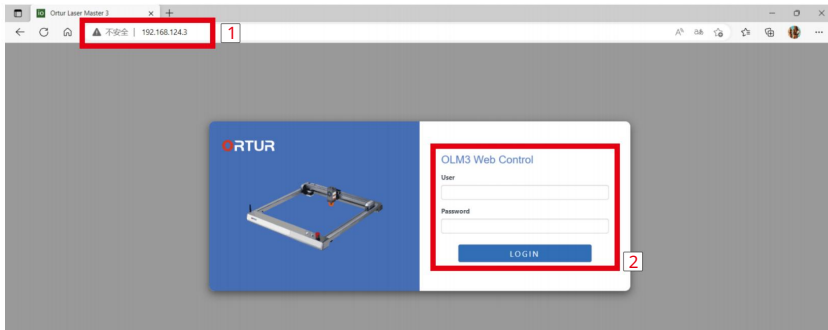 Ortur Laser Master 3
不安全 | 192.168.124.3
1
ORTUR
OLM3 Web Control
User
Password
LOGIN
2